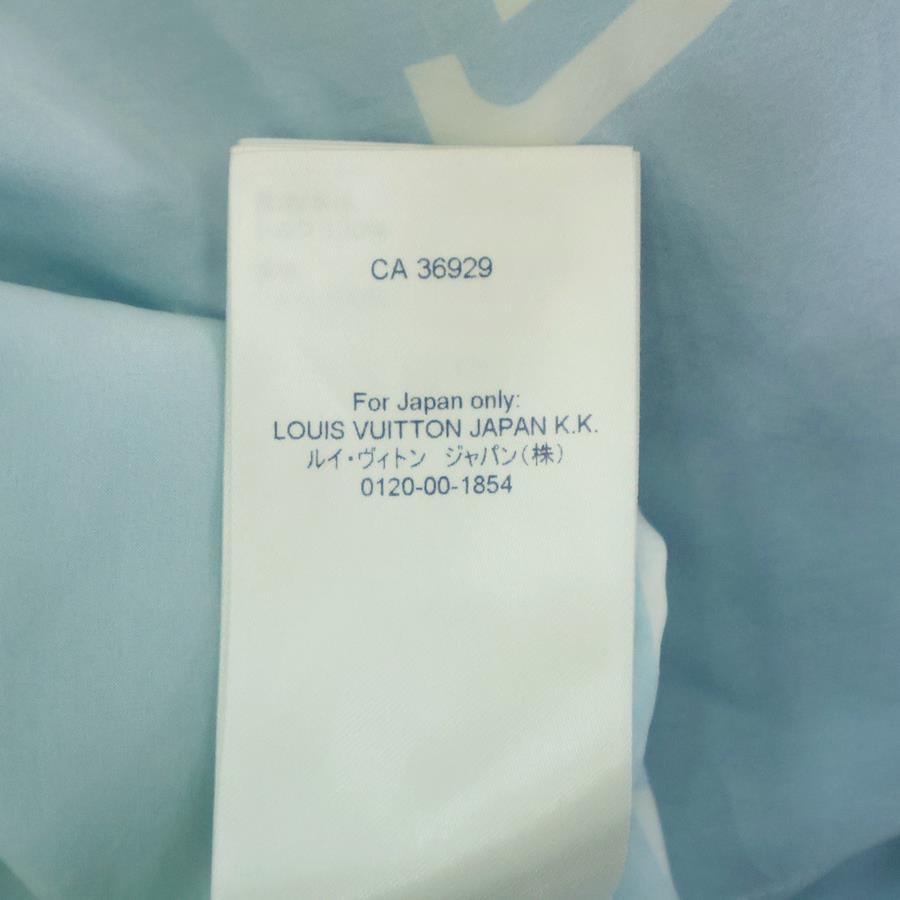 CA 36929
For Japan only:
LOUIS VUITTON JAPAN K.K.
ルイ・ヴィトン ジャパン(株)
0120-00-1854